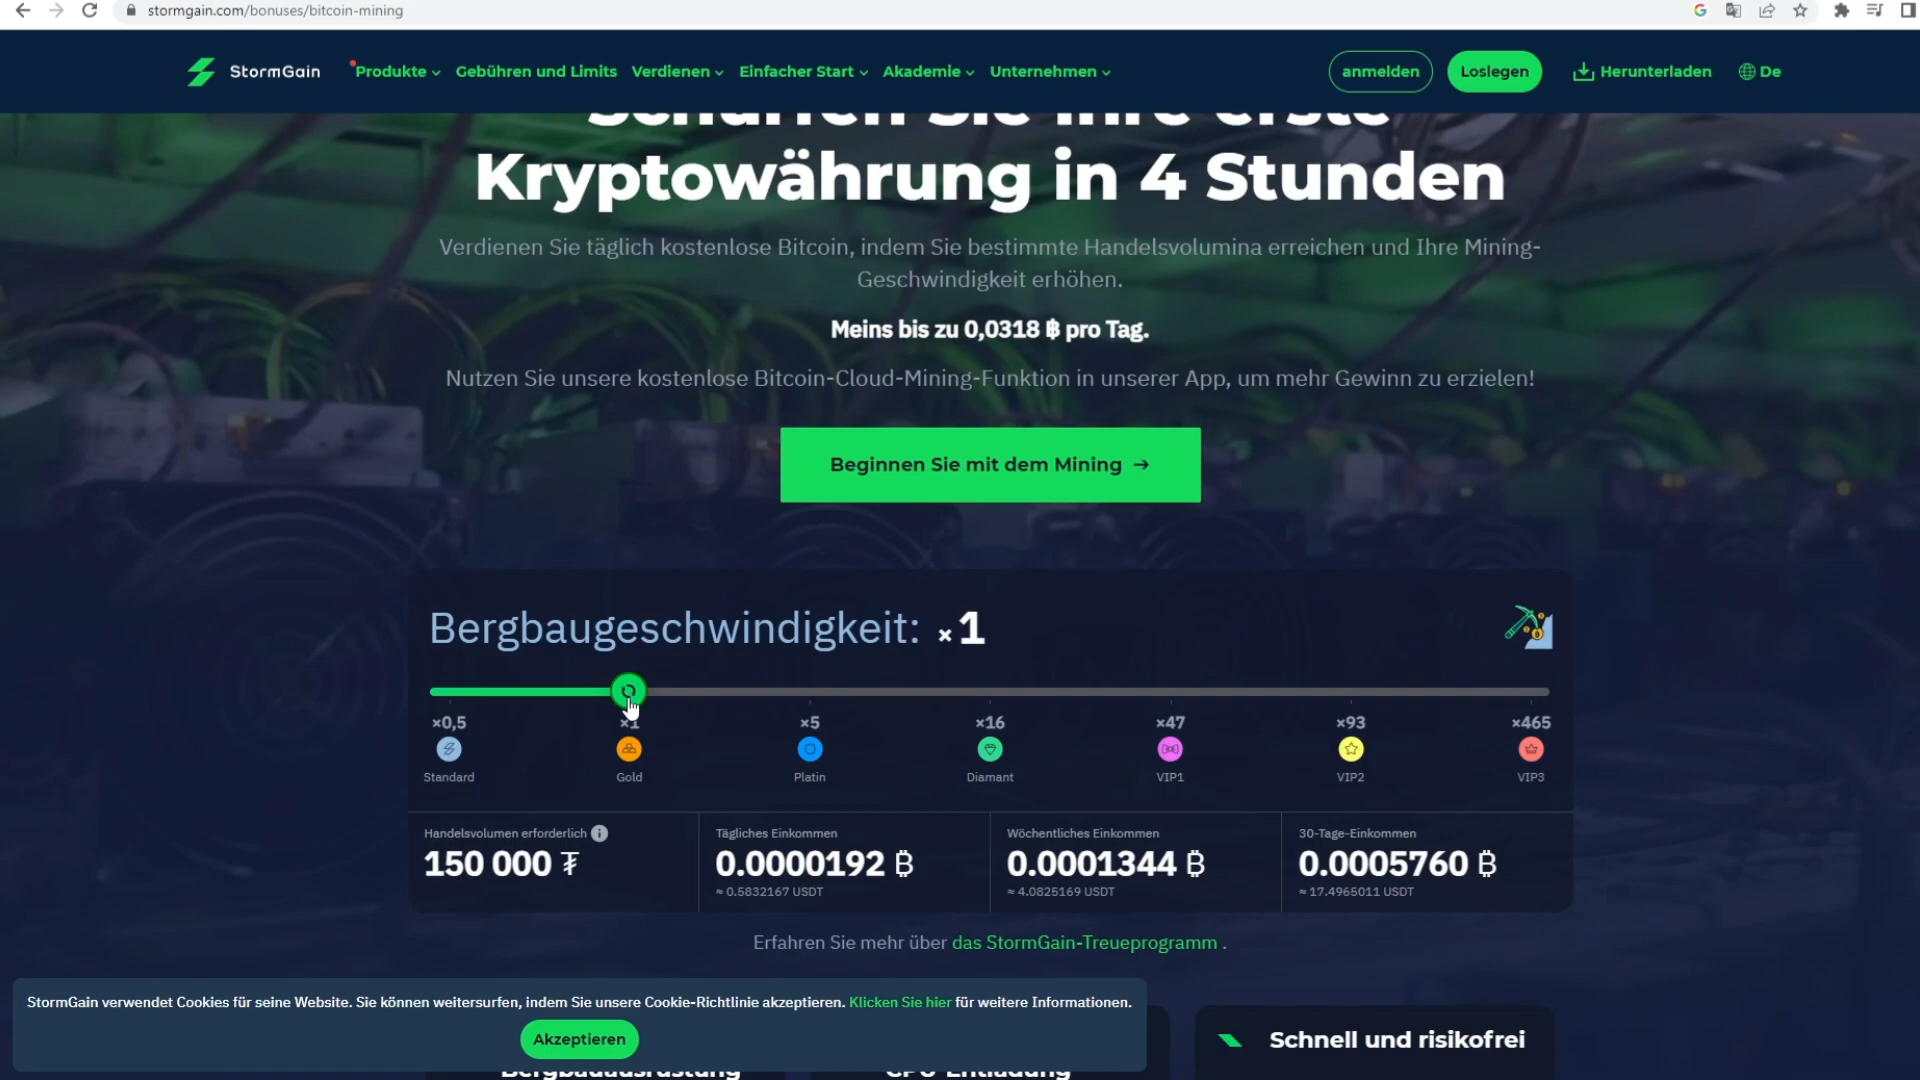 stormgain.com/bonuses/bitcoin-mining
StormGain
Produkte
Gebühren und Limits
Verdienen
Einfacher Start
Akademie
Unternehmen
anmelden
Loslegen
Herunterladen
De
Schürfen Sie Ihre erste
Kryptowährung in 4 Stunden
Verdienen Sie täglich kostenlose Bitcoin, indem Sie bestimmte Handelsvolumina erreichen und Ihre Mining-
Geschwindigkeit erhöhen.
Meins bis zu 0,0318 ฿ pro Tag.
Nutzen Sie unsere kostenlose Bitcoin-Cloud-Mining-Funktion in unserer App, um mehr Gewinn zu erzielen!
Beginnen Sie mit dem Mining →
Bergbaugeschwindigkeit: ×1
×0,5 ×1 ×5 ×16 ×47 ×93 ×465
Standard Gold Platin Diamant VIP1 VIP2 VIP3
Handelsvolumen erforderlich
150 000 ₮
Tägliches Einkommen
0.0000192 ₿
≈ 0.5832167 USDT
Wöchentliches Einkommen
0.0001344 ₿
≈ 4.0825169 USDT
30-Tage-Einkommen
0.0005760 ₿
≈ 17.4965011 USDT
Erfahren Sie mehr über das StormGain-Treueprogramm .
StormGain verwendet Cookies für seine Website. Sie können weitersurfen, indem Sie unsere Cookie-Richtlinie akzeptieren. Klicken Sie hier für weitere Informationen.
Akzeptieren
Schnell und risikofrei
Bergbauausrüstung
CPU-Entladung